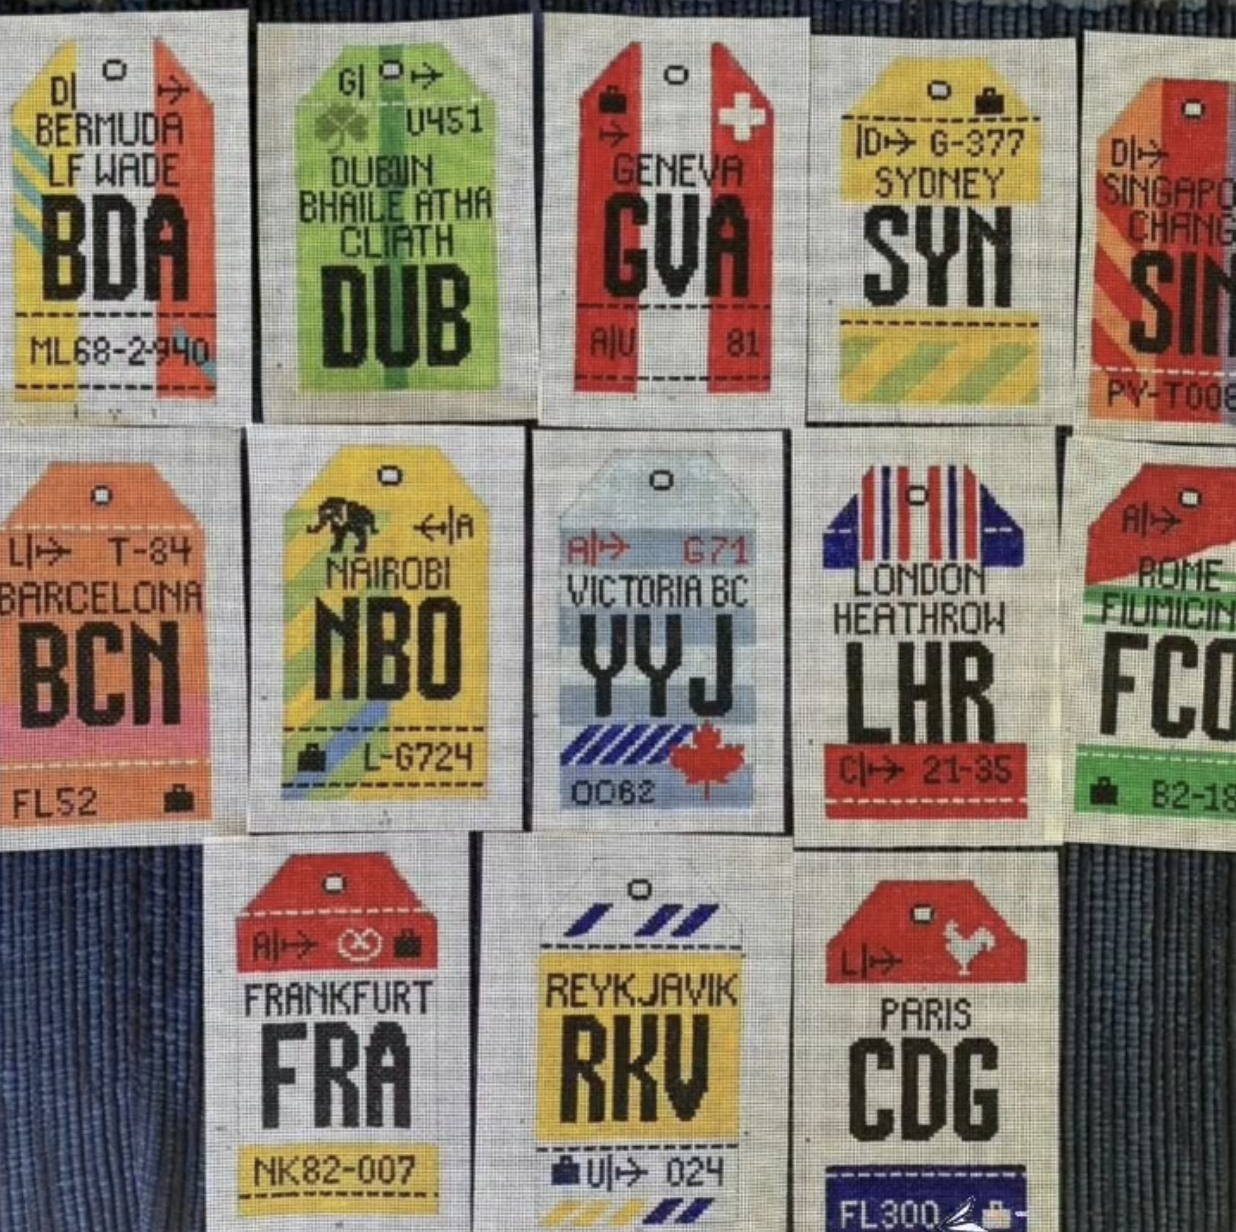 D|
BERMUDA
LF WADE
BDA
ML68-2-940
G|
U451
DUBLIN
BHAILE ATHA
CLIATH
DUB
GENEVA
GVA
A|U 81
|D G-377
SYDNEY
SYN
D|
SINGAPO
CHANG
SIN
PV-T008
L| T-84
BARCELONA
BCN
FL52
|A
NAIROBI
NBO
L-G724
A| G71
VICTORIA BC
YYJ
0062
LONDON
HEATHROW
LHR
C| 21-35
A|
ROME
FIUMICIN
FCO
B2-18
A|
FRANKFURT
FRA
NK82-007
REYKJAVIK
RKV
U| 024
L|
PARIS
CDG
FL300